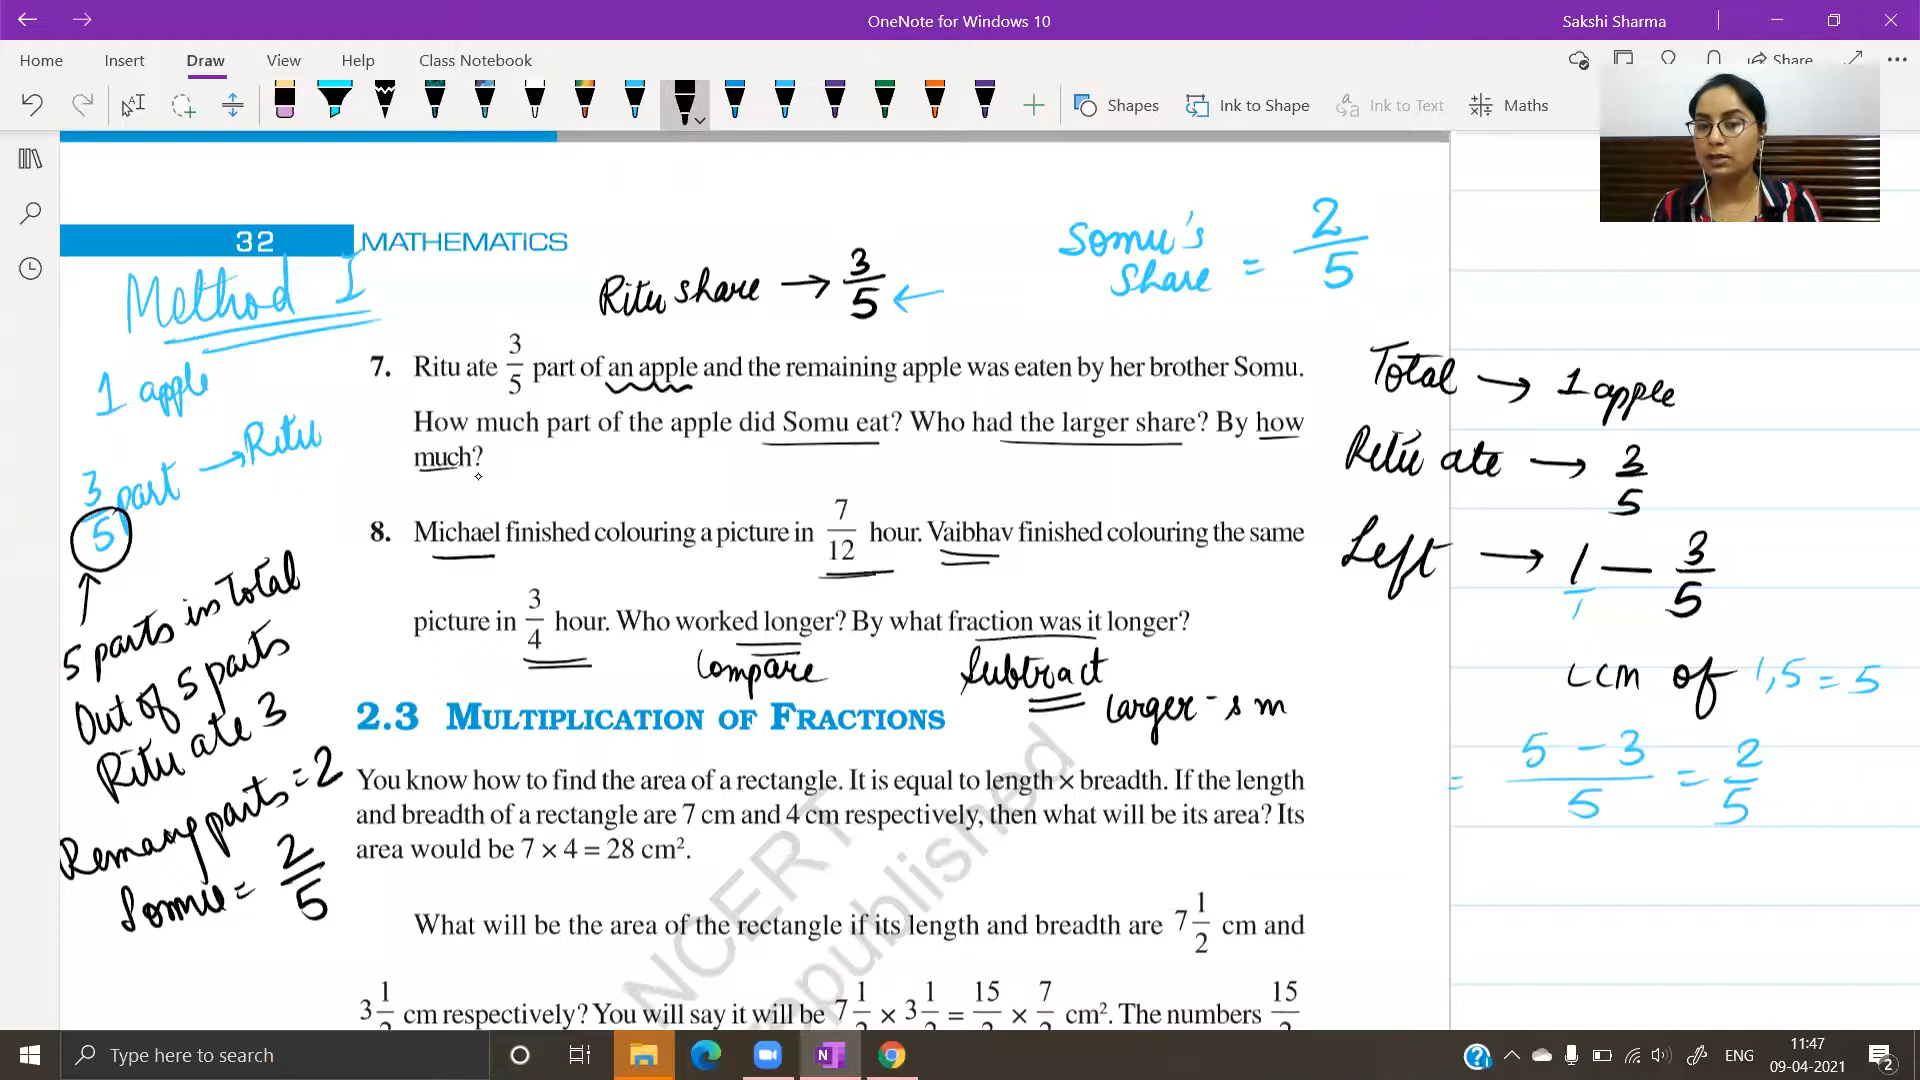 OneNote for Windows 10
Sakshi Sharma
Home Insert Draw View Help Class Notebook
Share
Shapes Ink to Shape Ink to Text Maths
32 MATHEMATICS
Method I
1 apple
3/5 part → Ritu
5 parts in Total
Out of 5 parts
Ritu ate 3
Remaing parts = 2
Somu = 2/5
Ritu share → 3/5 ←
Somu's share = 2/5
7. Ritu ate 3/5 part of an apple and the remaining apple was eaten by her brother Somu.
How much part of the apple did Somu eat? Who had the larger share? By how
much?
8. Michael finished colouring a picture in 7/12 hour. Vaibhav finished colouring the same
picture in 3/4 hour. Who worked longer? By what fraction was it longer?
Compare
Subtract
larger - sm
2.3 MULTIPLICATION OF FRACTIONS
You know how to find the area of a rectangle. It is equal to length × breadth. If the length
and breadth of a rectangle are 7 cm and 4 cm respectively, then what will be its area? Its
area would be 7 × 4 = 28 cm².
What will be the area of the rectangle if its length and breadth are 7 1/2 cm and
3 1/2 cm respectively? You will say it will be 7 1/2 × 3 1/2 = 15/2 × 7/2 cm². The numbers 15/2
NCERT
republished
Total → 1 apple
Ritu ate → 3/5
Left → 1/1 — 3/5
LCM of 1,5 = 5
= 5 - 3 / 5 = 2/5
Type here to search
ENG
11:47
09-04-2021
2